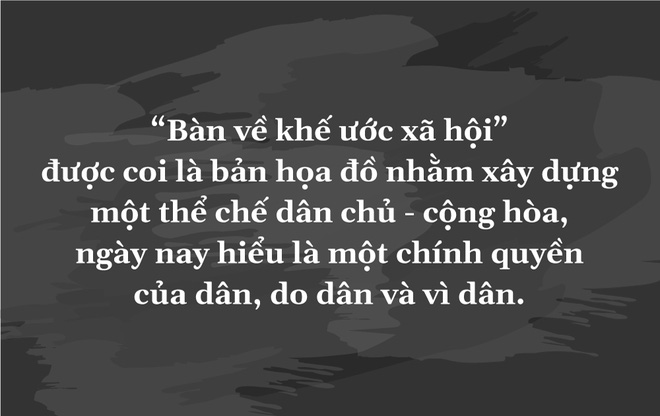 “Bàn về khế ước xã hội”
được coi là bản họa đồ nhằm xây dựng
một thể chế dân chủ - cộng hòa,
ngày nay hiểu là một chính quyền
của dân, do dân và vì dân.